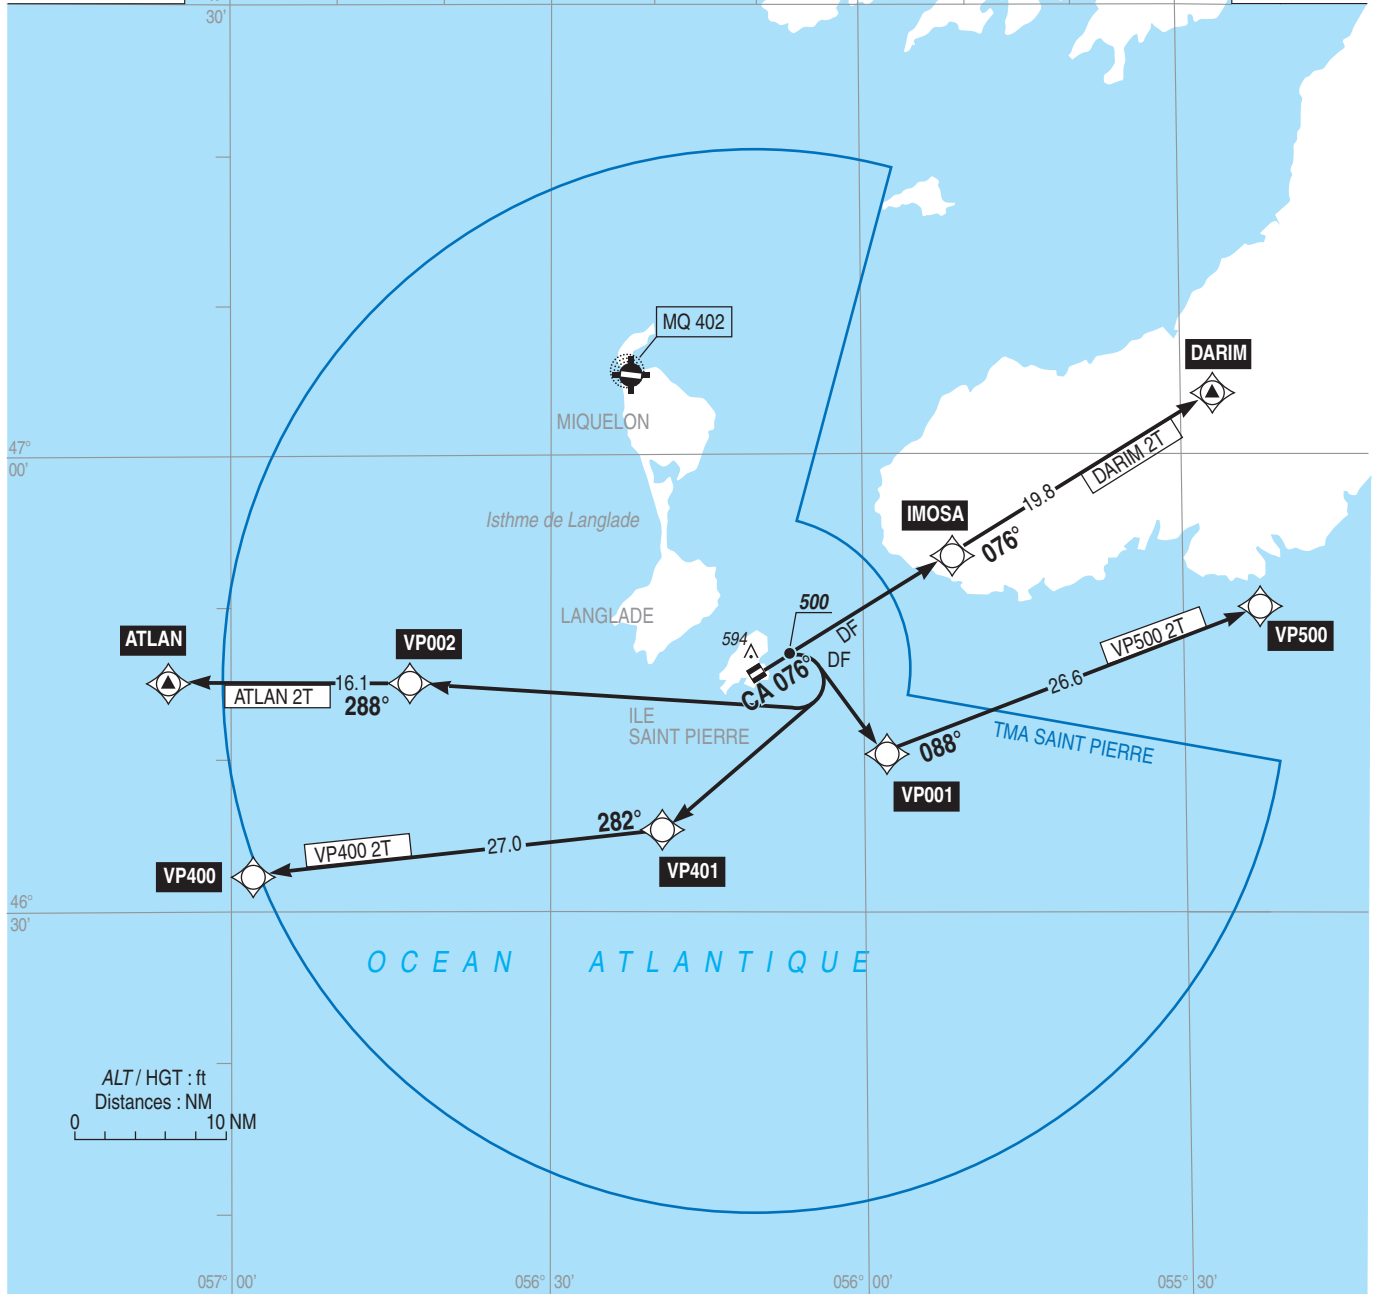 30'
MQ 402
DARIM
MIQUELON
47°
00'
DARIM 2T
19.8
IMOSA
076°
Isthme de Langlade
500
LANGLADE
DF
594
DF
VP500 2T
VP500
ATLAN
VP002
CA 076°
16.1
ATLAN 2T
288°
26.6
ILE
SAINT PIERRE
TMA SAINT PIERRE
088°
VP001
282°
27.0
VP400 2T
VP400
VP401
46°
30'
OCEAN ATLANTIQUE
ALT / HGT : ft
Distances : NM
0 10 NM
057° 00'
056° 30'
056° 00'
055° 30'